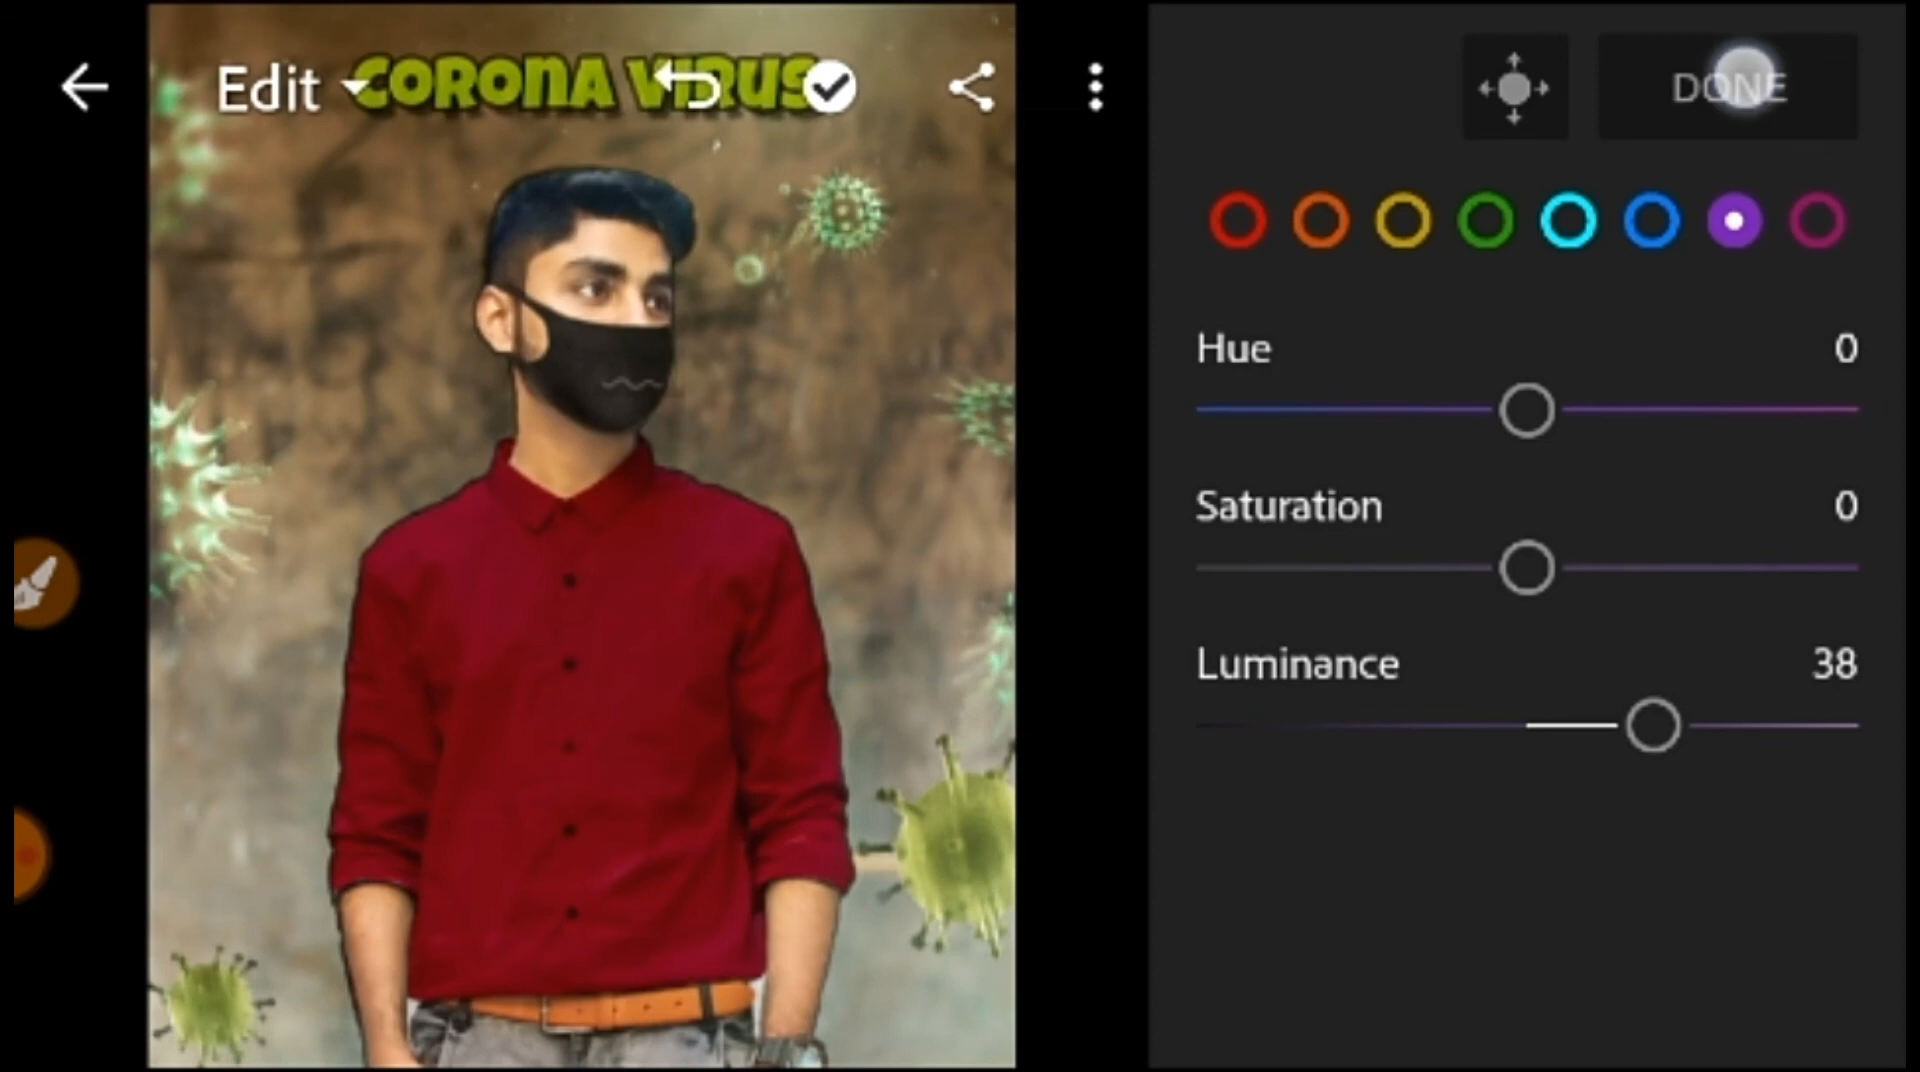 CORONA VIRUS
Edit
DONE
Hue 0
Saturation 0
Luminance 38